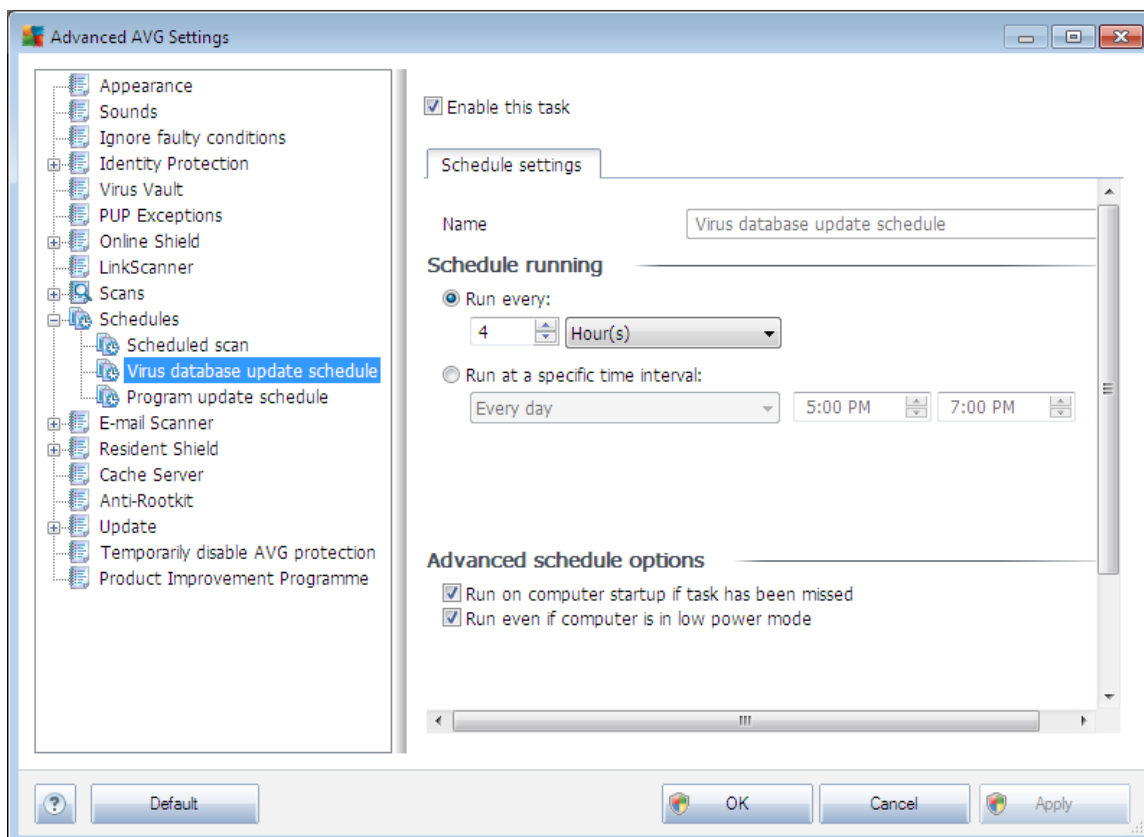 Advanced AVG Settings
Appearance
Sounds
Ignore faulty conditions
Identity Protection
Virus Vault
PUP Exceptions
Online Shield
LinkScanner
Scans
Schedules
Scheduled scan
Virus database update schedule
Program update schedule
E-mail Scanner
Resident Shield
Cache Server
Anti-Rootkit
Update
Temporarily disable AVG protection
Product Improvement Programme
Enable this task
Schedule settings
Name Virus database update schedule
Schedule running
Run every:
4 Hour(s)
Run at a specific time interval:
Every day 5:00 PM 7:00 PM
Advanced schedule options
Run on computer startup if task has been missed
Run even if computer is in low power mode
? Default OK Cancel Apply